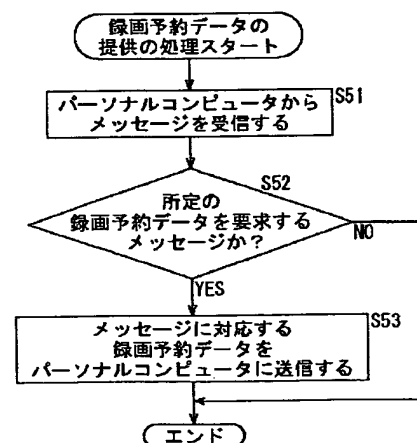 録画予約データの
提供の処理スタート
S51
パーソナルコンピュータから
メッセージを受信する
S52
所定の
録画予約データを要求する
メッセージか？
NO
YES
S53
メッセージに対応する
録画予約データを
パーソナルコンピュータに送信する
エンド